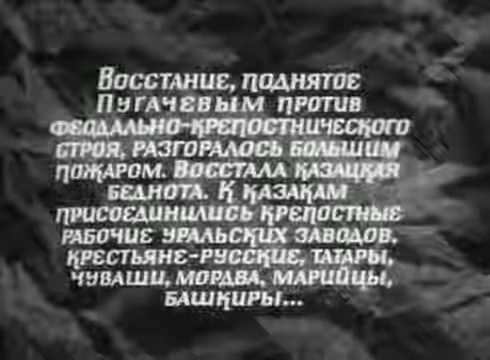 Восстание, поднятое
Пугачевым против
феодально-крепостнического
строя, разгоралось большим
пожаром. Восстала казацкая
беднота. К казакам
присоединились крепостные
рабочие уральских заводов,
крестьяне-русские, татары,
чуваши, мордва, марийцы,
башкиры...